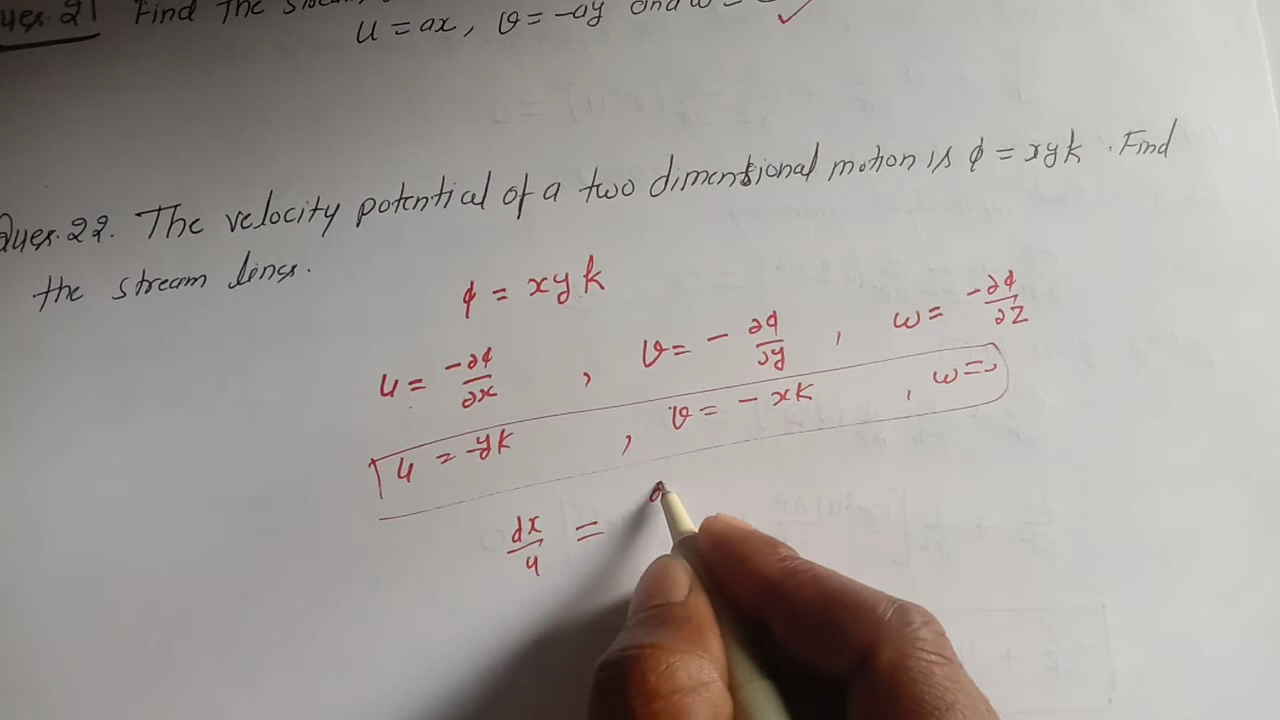 Ques. 21 Find The
u = ax, v = -ay and w =
Ques. 22. The velocity potential of a two dimensional motion is φ = xyk . Find
the stream lines.
φ = xyk
u = -∂φ/∂x , v = - ∂φ/∂y , w = -∂φ/∂z
u = -yk , v = - xk , w = 0
dx/u =